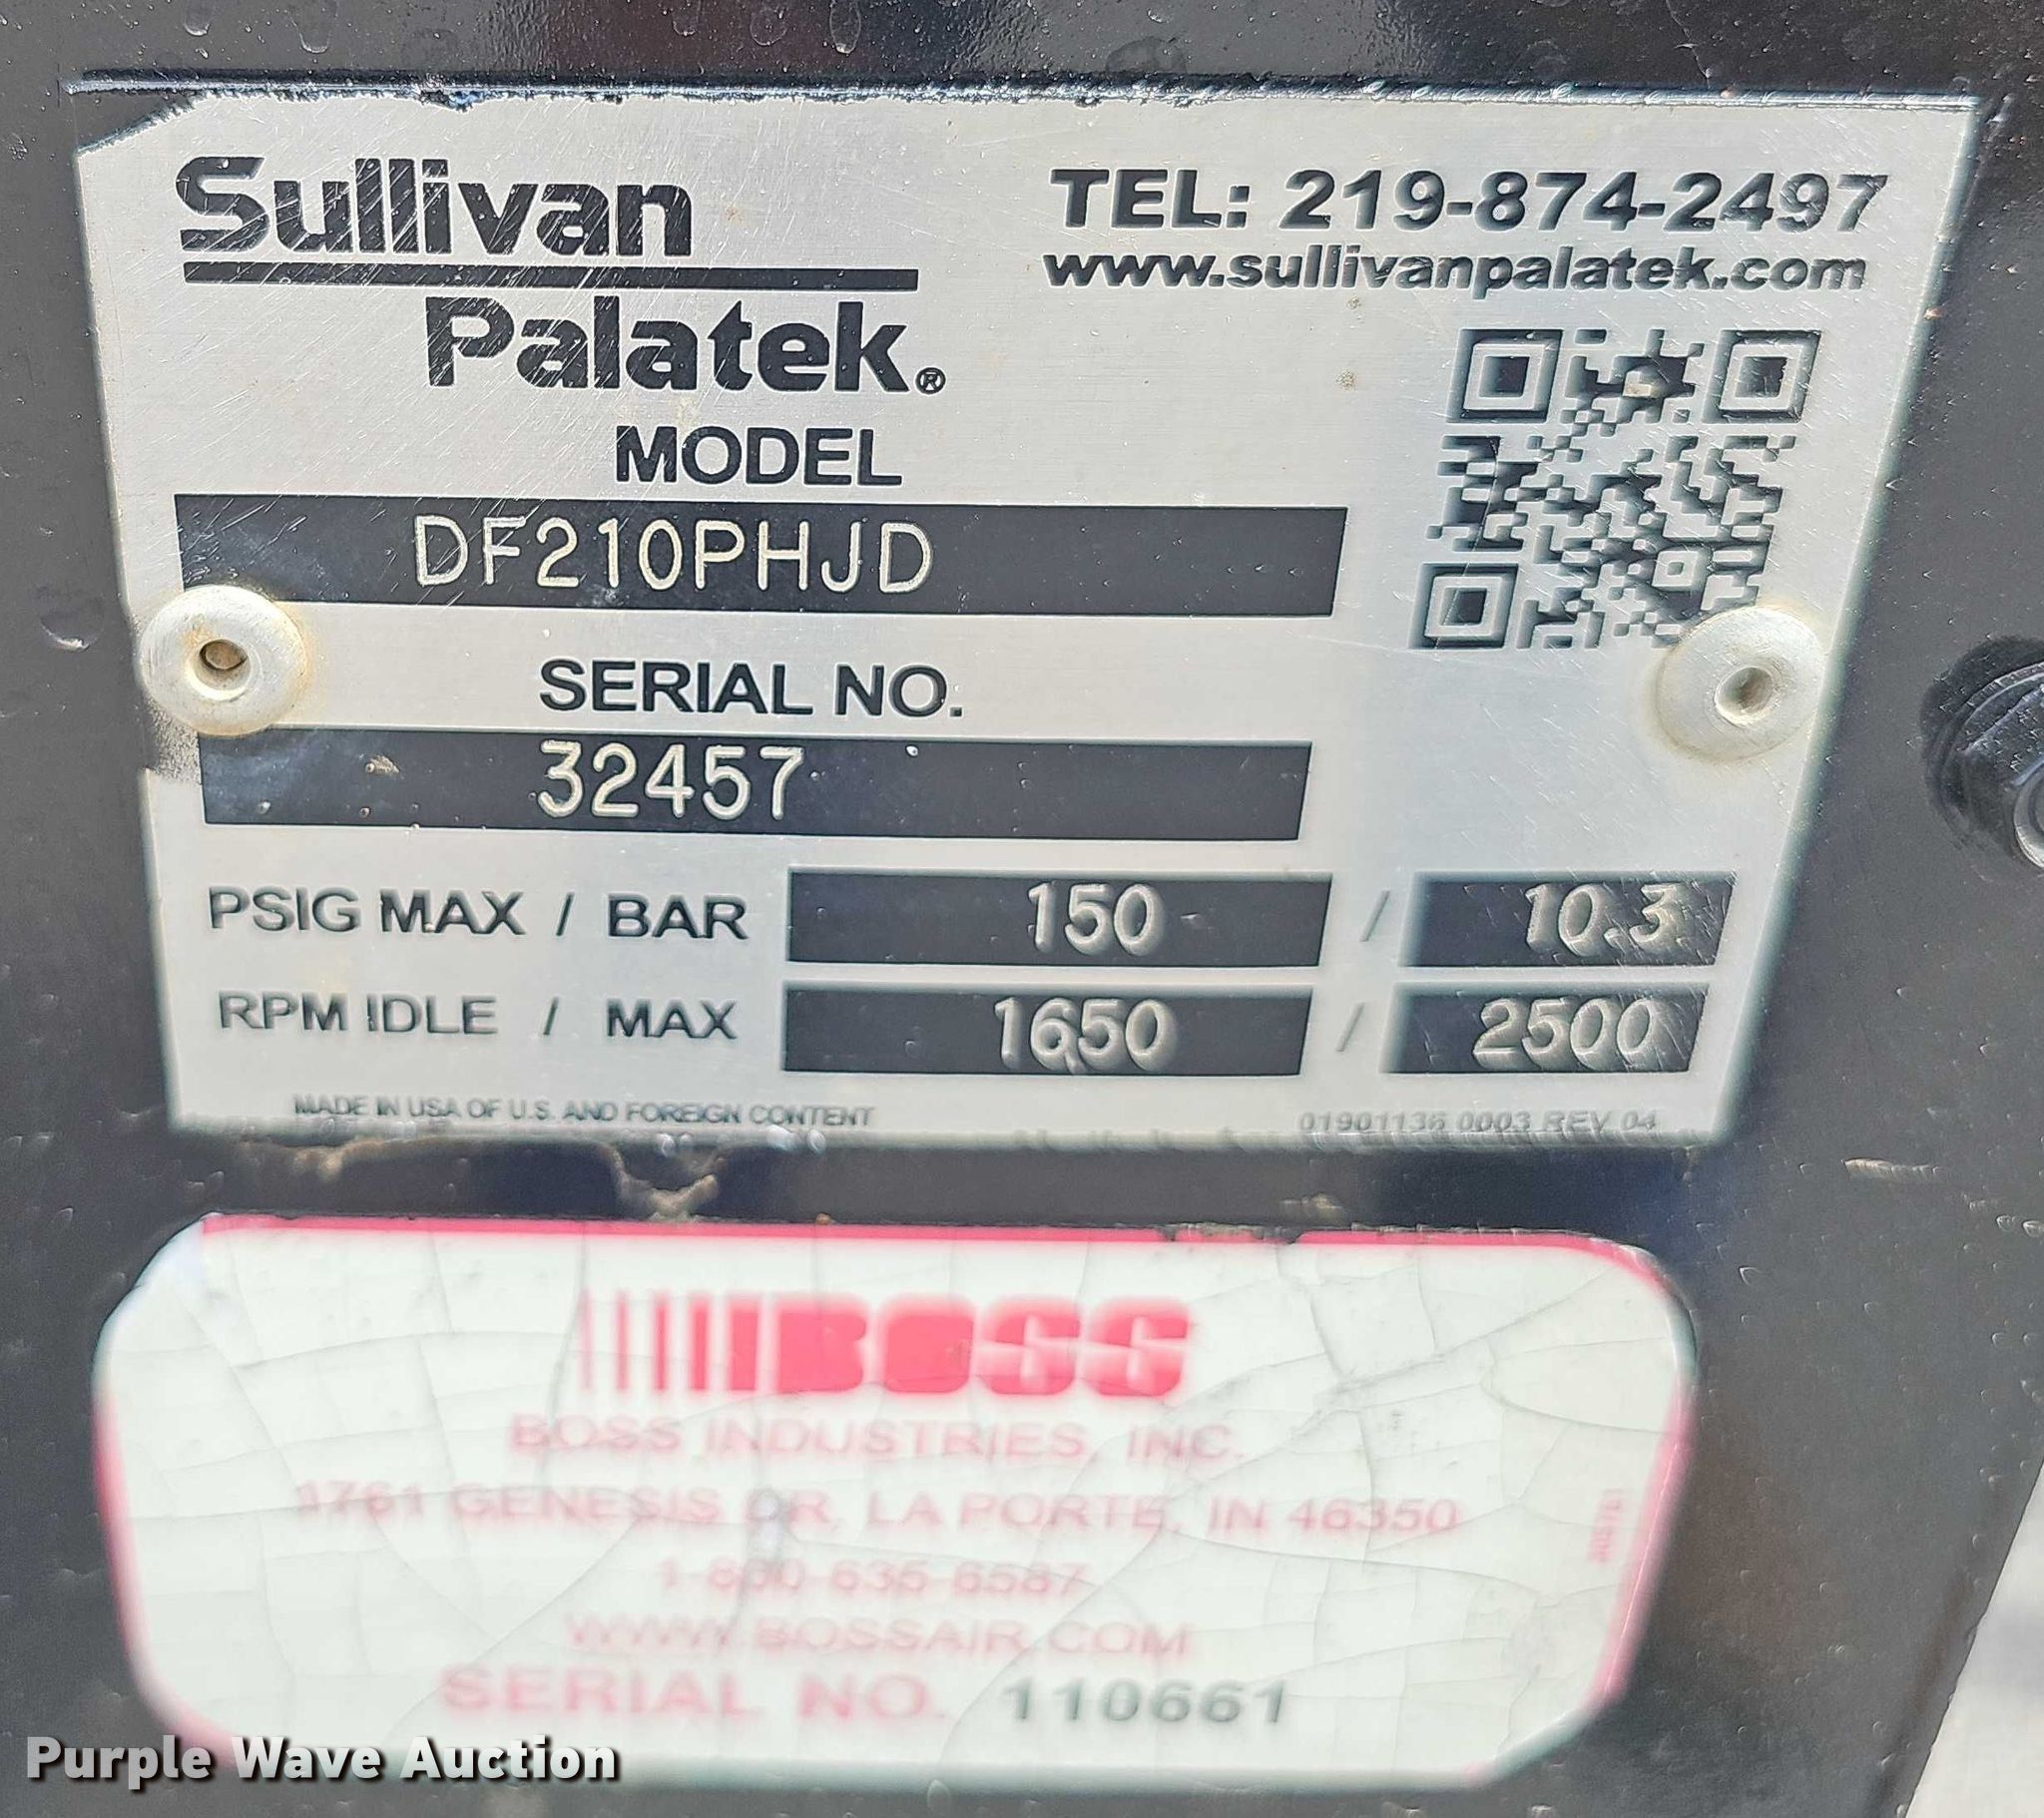 Sullivan
Palatek®
TEL: 219-874-2497
www.sullivanpalatek.com
MODEL
DF210PHJD
SERIAL NO.
32457
PSIG MAX / BAR 150 / 10.3
RPM IDLE / MAX 1650 / 2500
MADE IN USA OF U.S. AND FOREIGN CONTENT
01901136 0003 REV 04
BOSS
BOSS INDUSTRIES, INC.
1761 GENESIS DR, LA PORTE, IN 46350
1-800-635-6587
WWW.BOSSAIR.COM
SERIAL NO. 110661
Purple Wave Auction